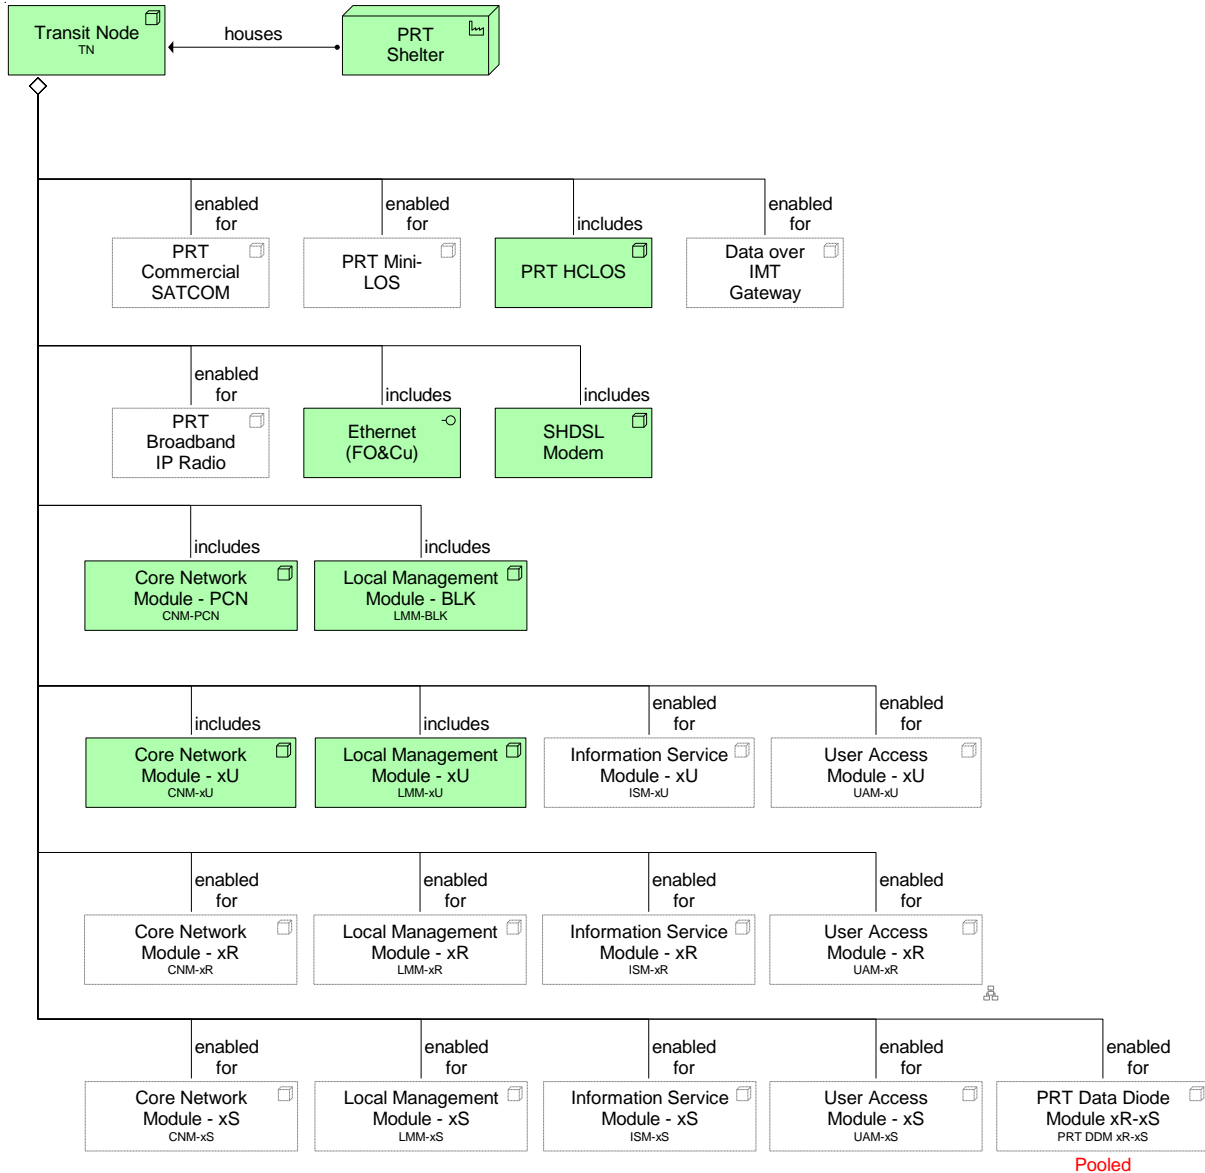 Transit Node
TN
houses
PRT
Shelter
enabled
for
enabled
for
includes
enabled
for
PRT
Commercial
SATCOM
PRT Mini-
LOS
PRT HCLOS
Data over
IMT
Gateway
enabled
for
includes
includes
PRT
Broadband
IP Radio
Ethernet
(FO&Cu)
SHDSL
Modem
includes
includes
Core Network
Module - PCN
CNM-PCN
Local Management
Module - BLK
LMM-BLK
includes
includes
enabled
for
enabled
for
Core Network
Module - xU
CNM-xU
Local Management
Module - xU
LMM-xU
Information Service
Module - xU
ISM-xU
User Access
Module - xU
UAM-xU
enabled
for
enabled
for
enabled
for
enabled
for
Core Network
Module - xR
CNM-xR
Local Management
Module - xR
LMM-xR
Information Service
Module - xR
ISM-xR
User Access
Module - xR
UAM-xR
enabled
for
enabled
for
enabled
for
enabled
for
enabled
for
Core Network
Module - xS
CNM-xS
Local Management
Module - xS
LMM-xS
Information Service
Module - xS
ISM-xS
User Access
Module - xS
UAM-xS
PRT Data Diode
Module xR-xS
PRT DDM xR-xS
Pooled